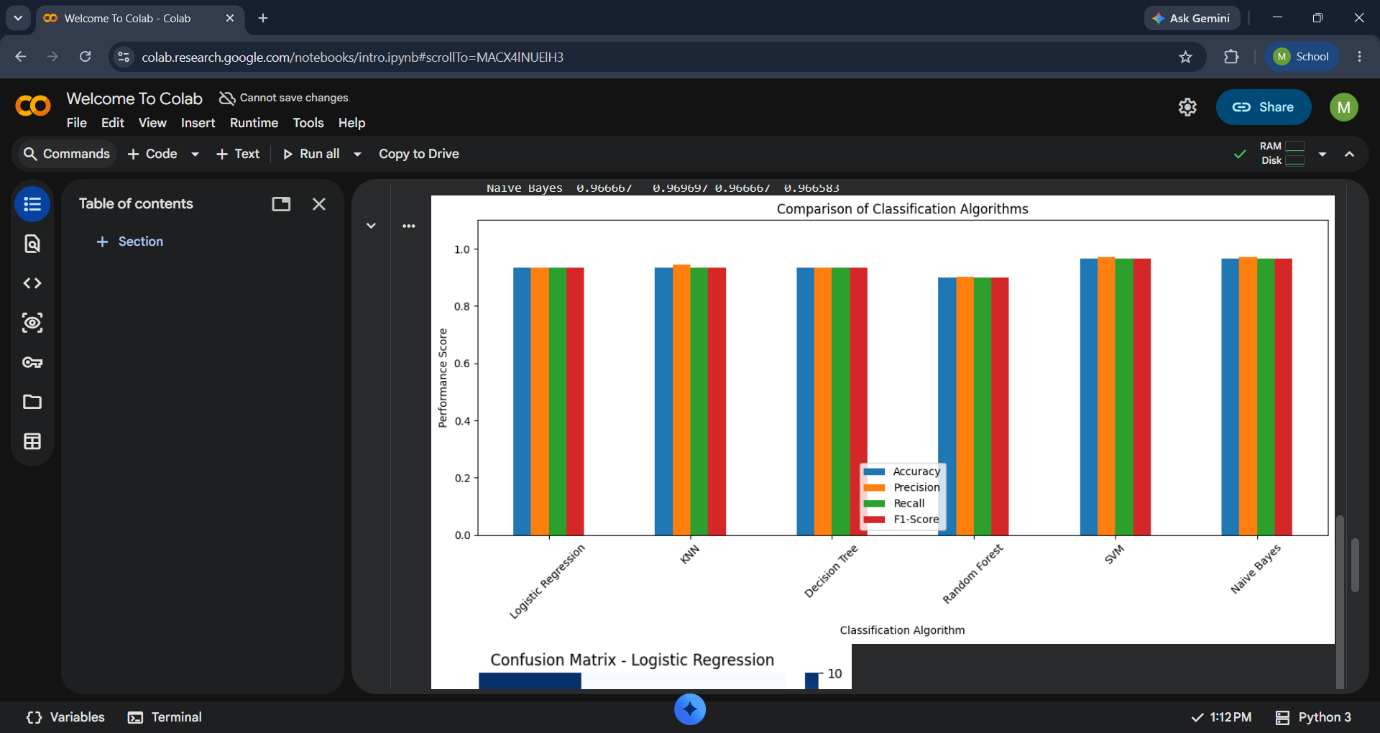 Welcome To Colab - Colab
Ask Gemini
colab.research.google.com/notebooks/intro.ipynb#scrollTo=MACX4lNUElH3
M School
Welcome To Colab
Cannot save changes
Share
M
File Edit View Insert Runtime Tools Help
Commands + Code + Text Run all Copy to Drive
RAM
Disk
Table of contents
+ Section
Naive Bayes 0.966667 0.969697 0.966667 0.966583
Comparison of Classification Algorithms
Performance Score
1.0
0.8
0.6
0.4
0.2
0.0
Accuracy
Precision
Recall
F1-Score
Logistic Regression
KNN
Decision Tree
Random Forest
SVM
Naive Bayes
Classification Algorithm
Confusion Matrix - Logistic Regression
10
Variables
Terminal
1:12 PM
Python 3